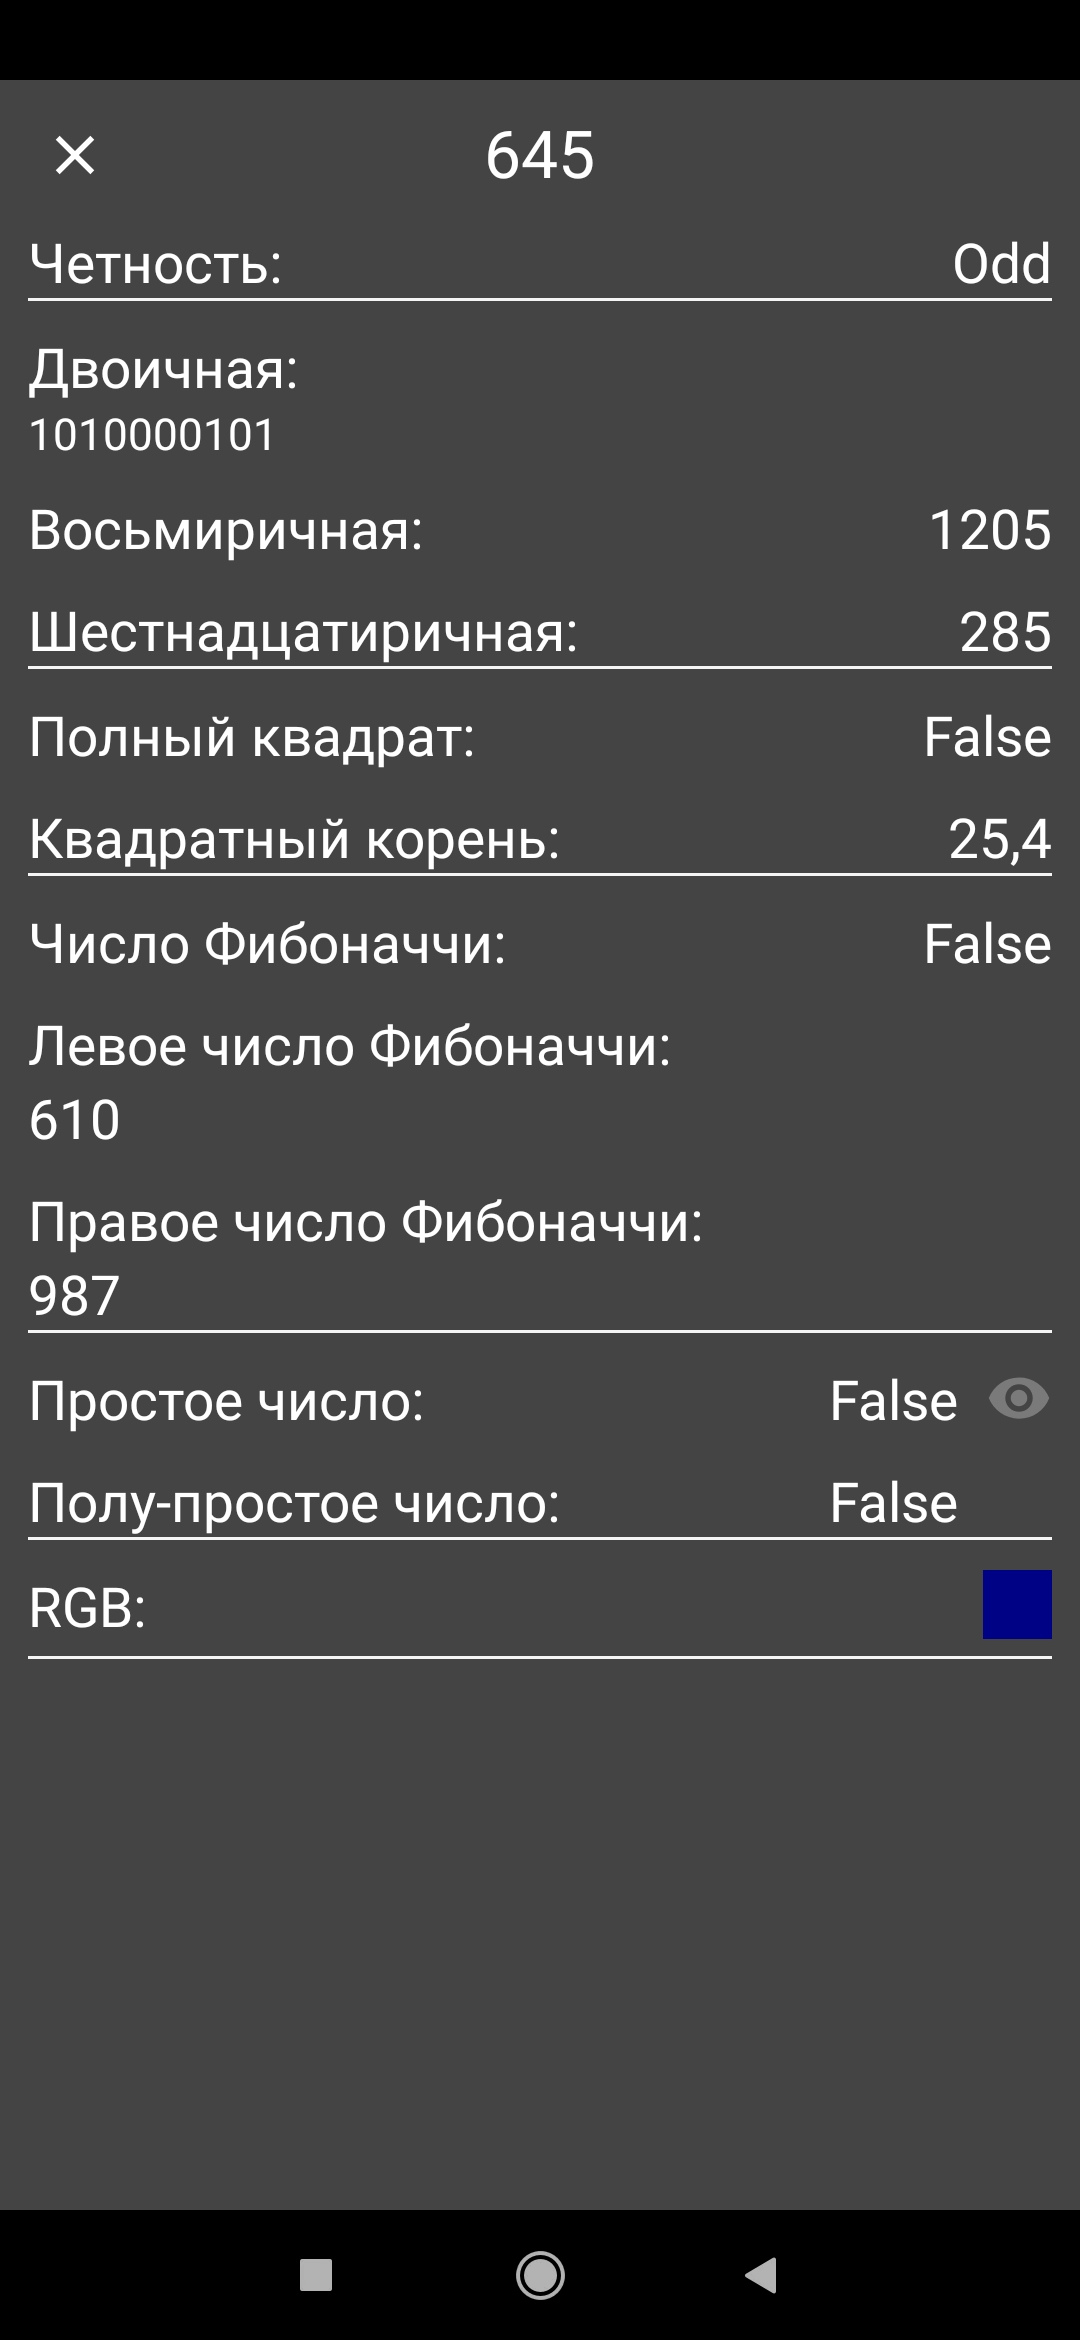 645
Четность: Odd
Двоичная:
1010000101
Восьмиричная: 1205
Шестнадцатиричная: 285
Полный квадрат: False
Квадратный корень: 25,4
Число Фибоначчи: False
Левое число Фибоначчи:
610
Правое число Фибоначчи:
987
Простое число: False
Полу-простое число: False
RGB: